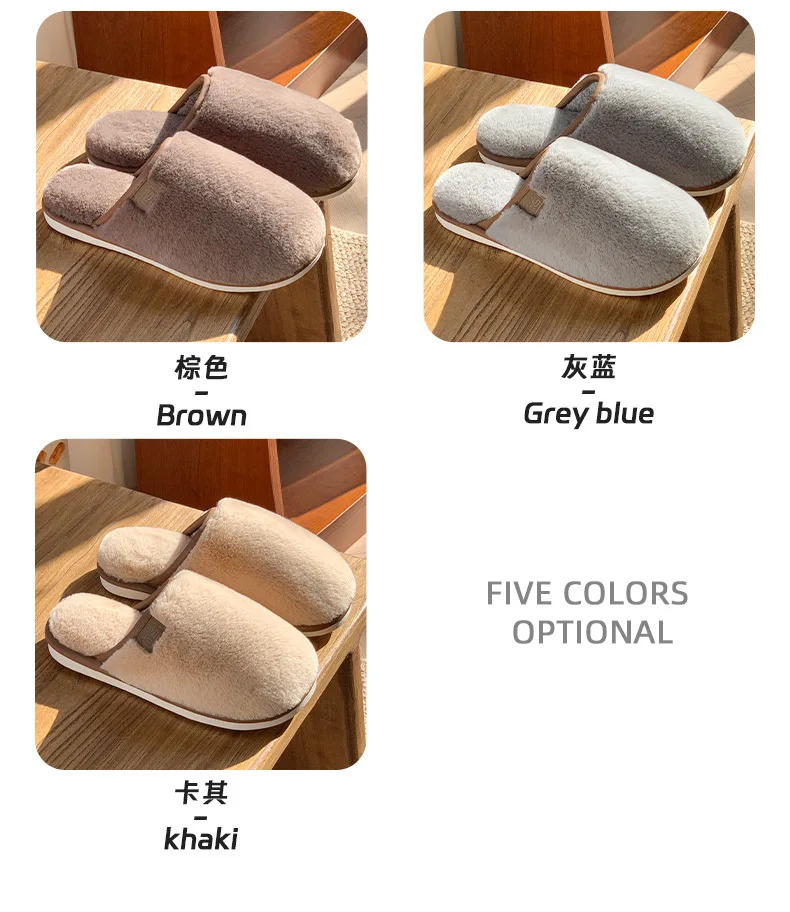 棕色
Brown
灰蓝
Grey blue
FIVE COLORS
OPTIONAL
卡其
khaki